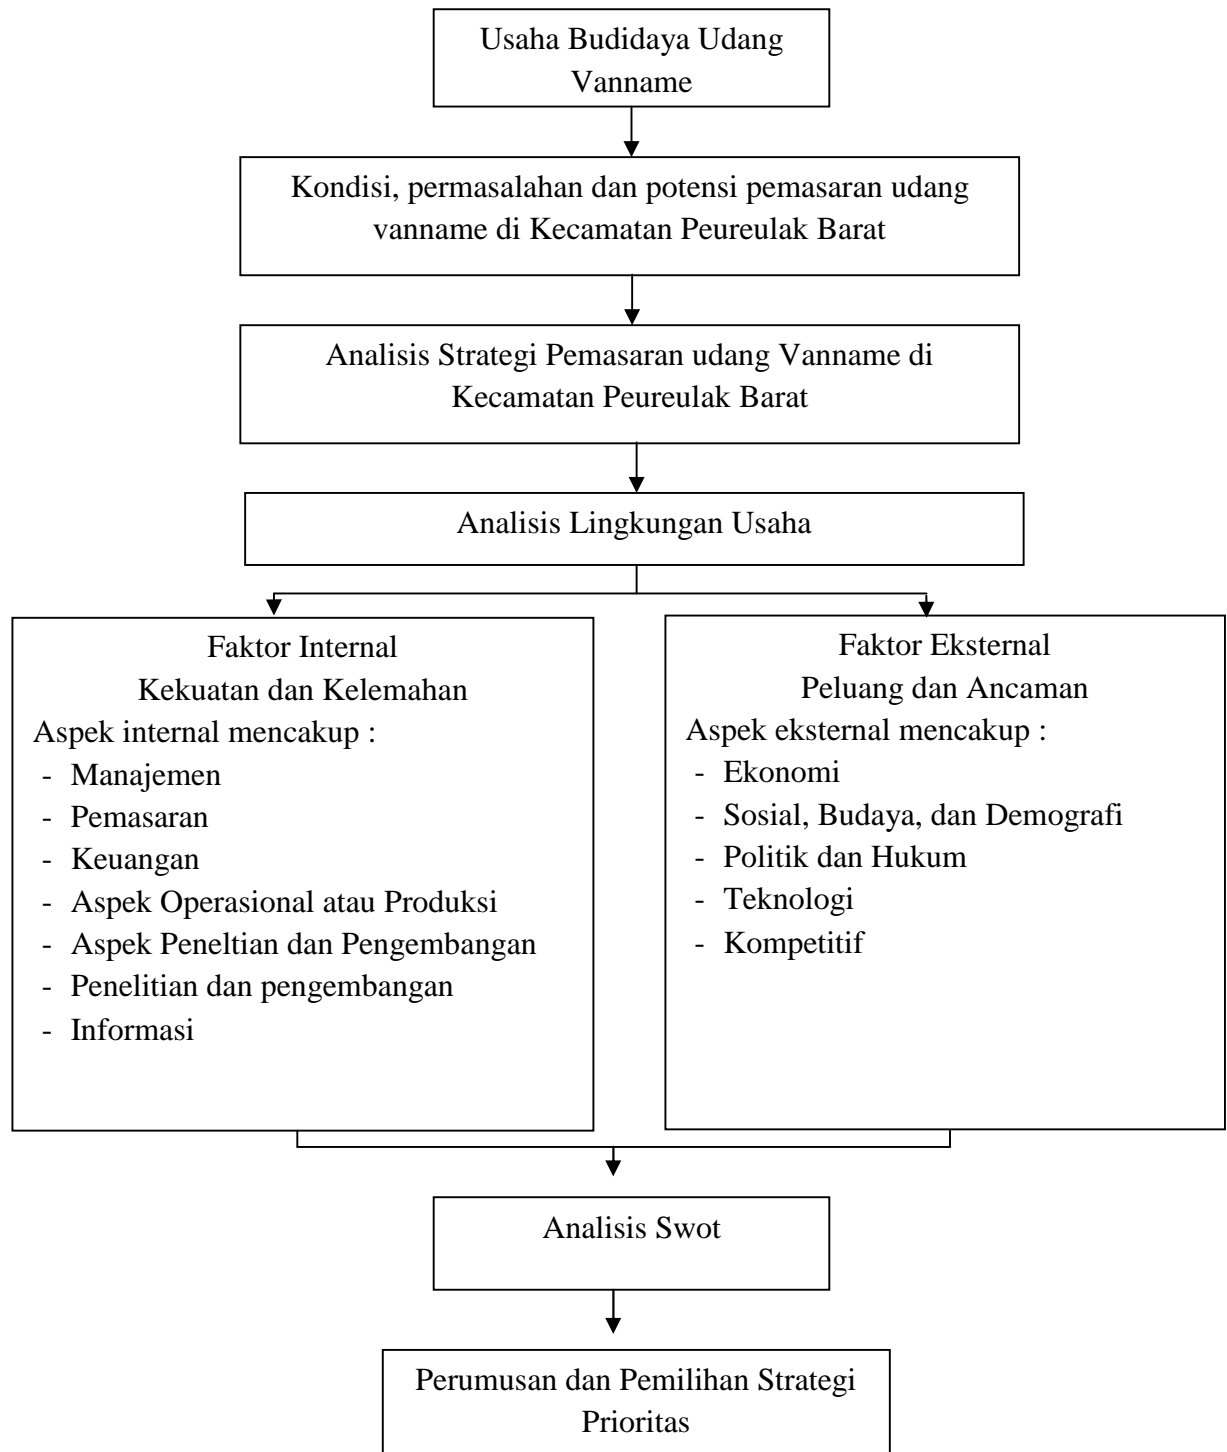 Usaha Budidaya Udang
Vanname
Kondisi, permasalahan dan potensi pemasaran udang
vanname di Kecamatan Peureulak Barat
Analisis Strategi Pemasaran udang Vanname di
Kecamatan Peureulak Barat
Analisis Lingkungan Usaha
Faktor Internal
Kekuatan dan Kelemahan
Aspek internal mencakup :
- Manajemen
- Pemasaran
- Keuangan
- Aspek Operasional atau Produksi
- Aspek Peneltian dan Pengembangan
- Penelitian dan pengembangan
- Informasi
Faktor Eksternal
Peluang dan Ancaman
Aspek eksternal mencakup :
- Ekonomi
- Sosial, Budaya, dan Demografi
- Politik dan Hukum
- Teknologi
- Kompetitif
Analisis Swot
Perumusan dan Pemilihan Strategi
Prioritas